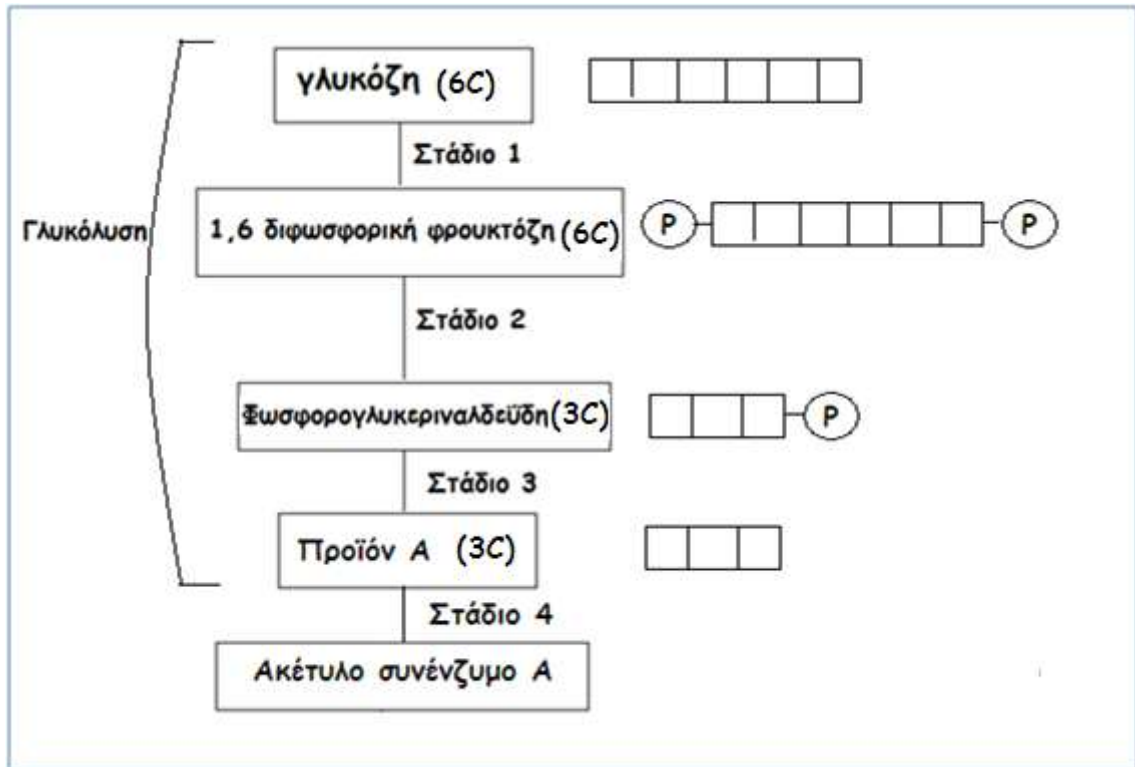 γλυκόζη (6C)
Στάδιο 1
Γλυκόλυση
1,6 διφωσφορική φρουκτόζη (6C)
P
P
Στάδιο 2
Φωσφορογλυκεριναλδεΰδη (3C)
P
Στάδιο 3
Προϊόν Α (3C)
Στάδιο 4
Ακέτυλο συνένζυμο Α